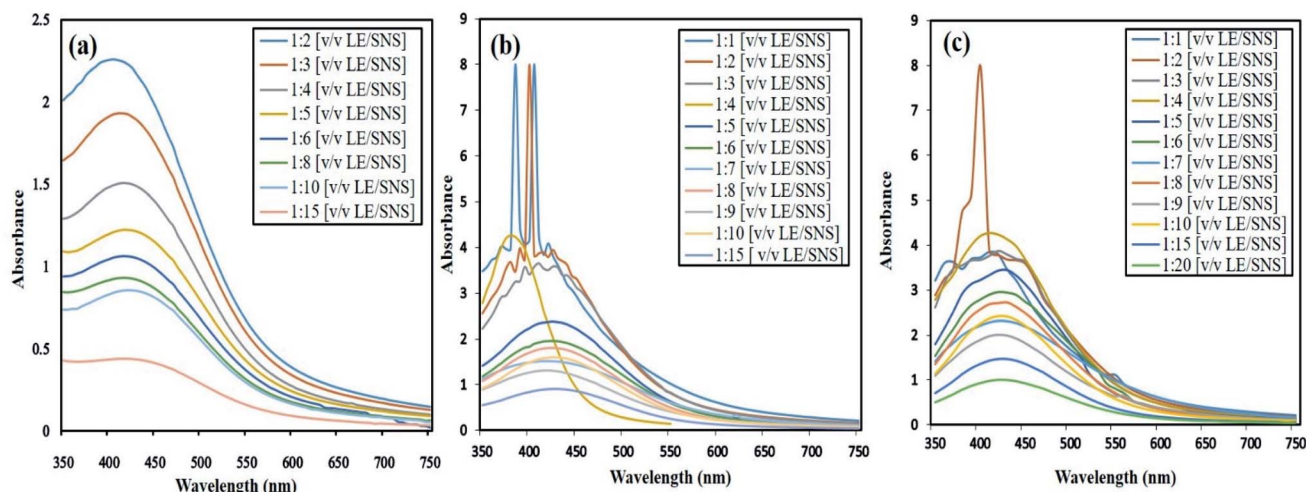 (a)
2.5
2
1.5
1
0.5
0
Absorbance
350 400 450 500 550 600 650 700 750
Wavelength (nm)
1:2 [v/v LE/SNS]
1:3 [v/v LE/SNS]
1:4 [v/v LE/SNS]
1:5 [v/v LE/SNS]
1:6 [v/v LE/SNS]
1:8 [v/v LE/SNS]
1:10 [v/v LE/SNS]
1:15 [v/v LE/SNS]
(b)
9
8
7
6
5
4
3
2
1
0
Absorbance
350 400 450 500 550 600 650 700 750
Wavelength (nm)
1:1 [v/v LE/SNS]
1:2 [v/v LE/SNS]
1:3 [v/v LE/SNS]
1:4 [v/v LE/SNS]
1:5 [v/v LE/SNS]
1:6 [v/v LE/SNS]
1:7 [v/v LE/SNS]
1:8 [v/v LE/SNS]
1:9 [v/v LE/SNS]
1:10 [v/v LE/SNS]
1:15 [ v/v LE/SNS]
(c)
9
8
7
6
5
4
3
2
1
0
Absorbance
350 400 450 500 550 600 650 700 750
Wavelength (nm)
1:1 [v/v LE/SNS]
1:2 [v/v LE/SNS]
1:3 [v/v LE/SNS]
1:4 [v/v LE/SNS]
1:5 [v/v LE/SNS]
1:6 [v/v LE/SNS]
1:7 [v/v LE/SNS]
1:8 [v/v LE/SNS]
1:9 [v/v LE/SNS]
1:10 [v/v LE/SNS]
1:15 [v/v LE/SNS]
1:20 [v/v LE/SNS]